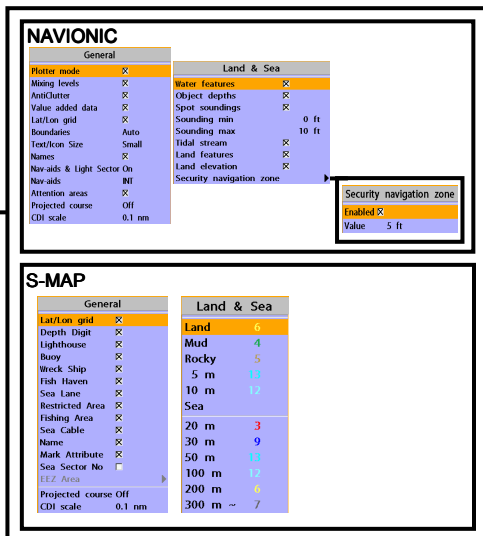 NAVIONIC
General
Plotter mode
Mixing levels
AntiClutter
Value added data
Lat/Lon grid
Boundaries Auto
Text/Icon Size Small
Names
Nav-aids & Light Sector On
Nav-aids INT
Attention areas
Projected course Off
CDI scale 0.1 nm
Land & Sea
Water features
Object depths
Spot soundings
Sounding min 0 ft
Sounding max 10 ft
Tidal stream
Land features
Land elevation
Security navigation zone
Security navigation zone
Enabled
Value 5 ft
S-MAP
General
Lat/Lon grid
Depth Digit
Lighthouse
Buoy
Wreck Ship
Fish Haven
Sea Lane
Restricted Area
Fishing Area
Sea Cable
Name
Mark Attribute
Sea Sector No
EEZ Area
Projected course Off
CDI scale 0.1 nm
Land & Sea
Land 6
Mud 4
Rocky 5
5 m 13
10 m 12
Sea
20 m 3
30 m 9
50 m 13
100 m 12
200 m 6
300 m ~ 7